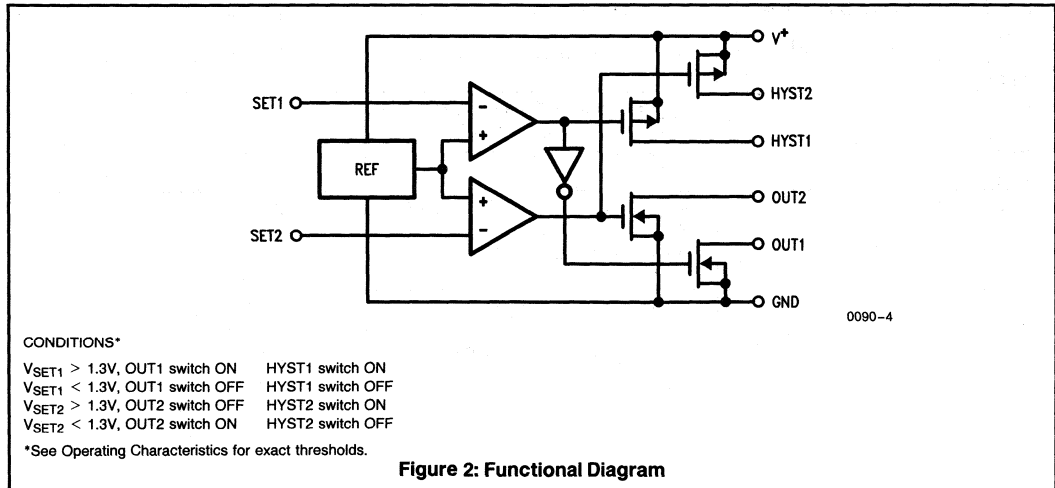 V+
HYST2
SET1
-
+
HYST1
REF
OUT2
+
-
SET2
OUT1
GND
0090-4
CONDITIONS*
VSET1 > 1.3V, OUT1 switch ON HYST1 switch ON
VSET1 < 1.3V, OUT1 switch OFF HYST1 switch OFF
VSET2 > 1.3V, OUT2 switch OFF HYST2 switch ON
VSET2 < 1.3V, OUT2 switch ON HYST2 switch OFF
*See Operating Characteristics for exact thresholds.
Figure 2: Functional Diagram